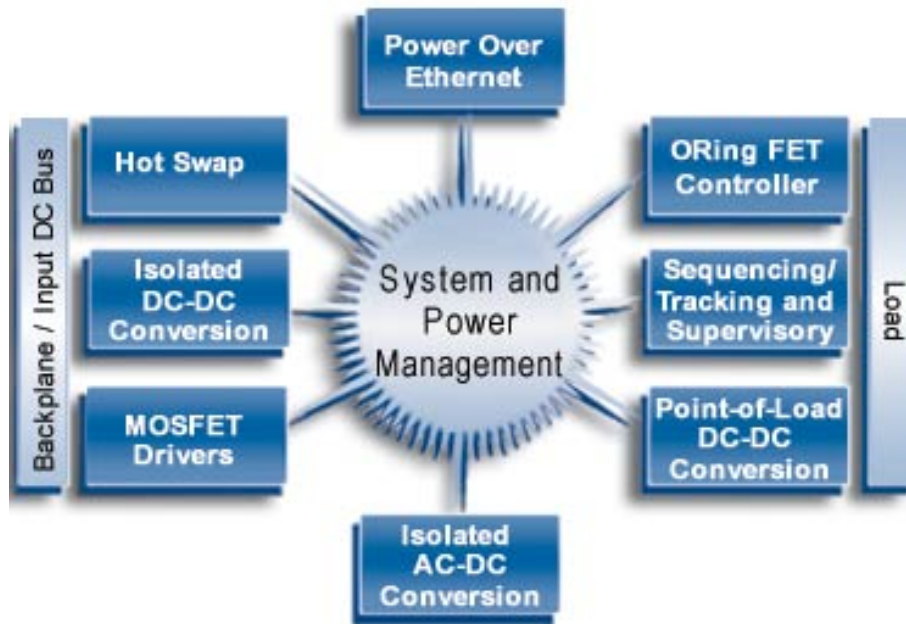 Power Over
Ethernet
Backplane / Input DC Bus
Hot Swap
Isolated
DC-DC
Conversion
MOSFET
Drivers
System and
Power
Management
ORing FET
Controller
Sequencing/
Tracking and
Supervisory
Point-of-Load
DC-DC
Conversion
Load
Isolated
AC-DC
Conversion